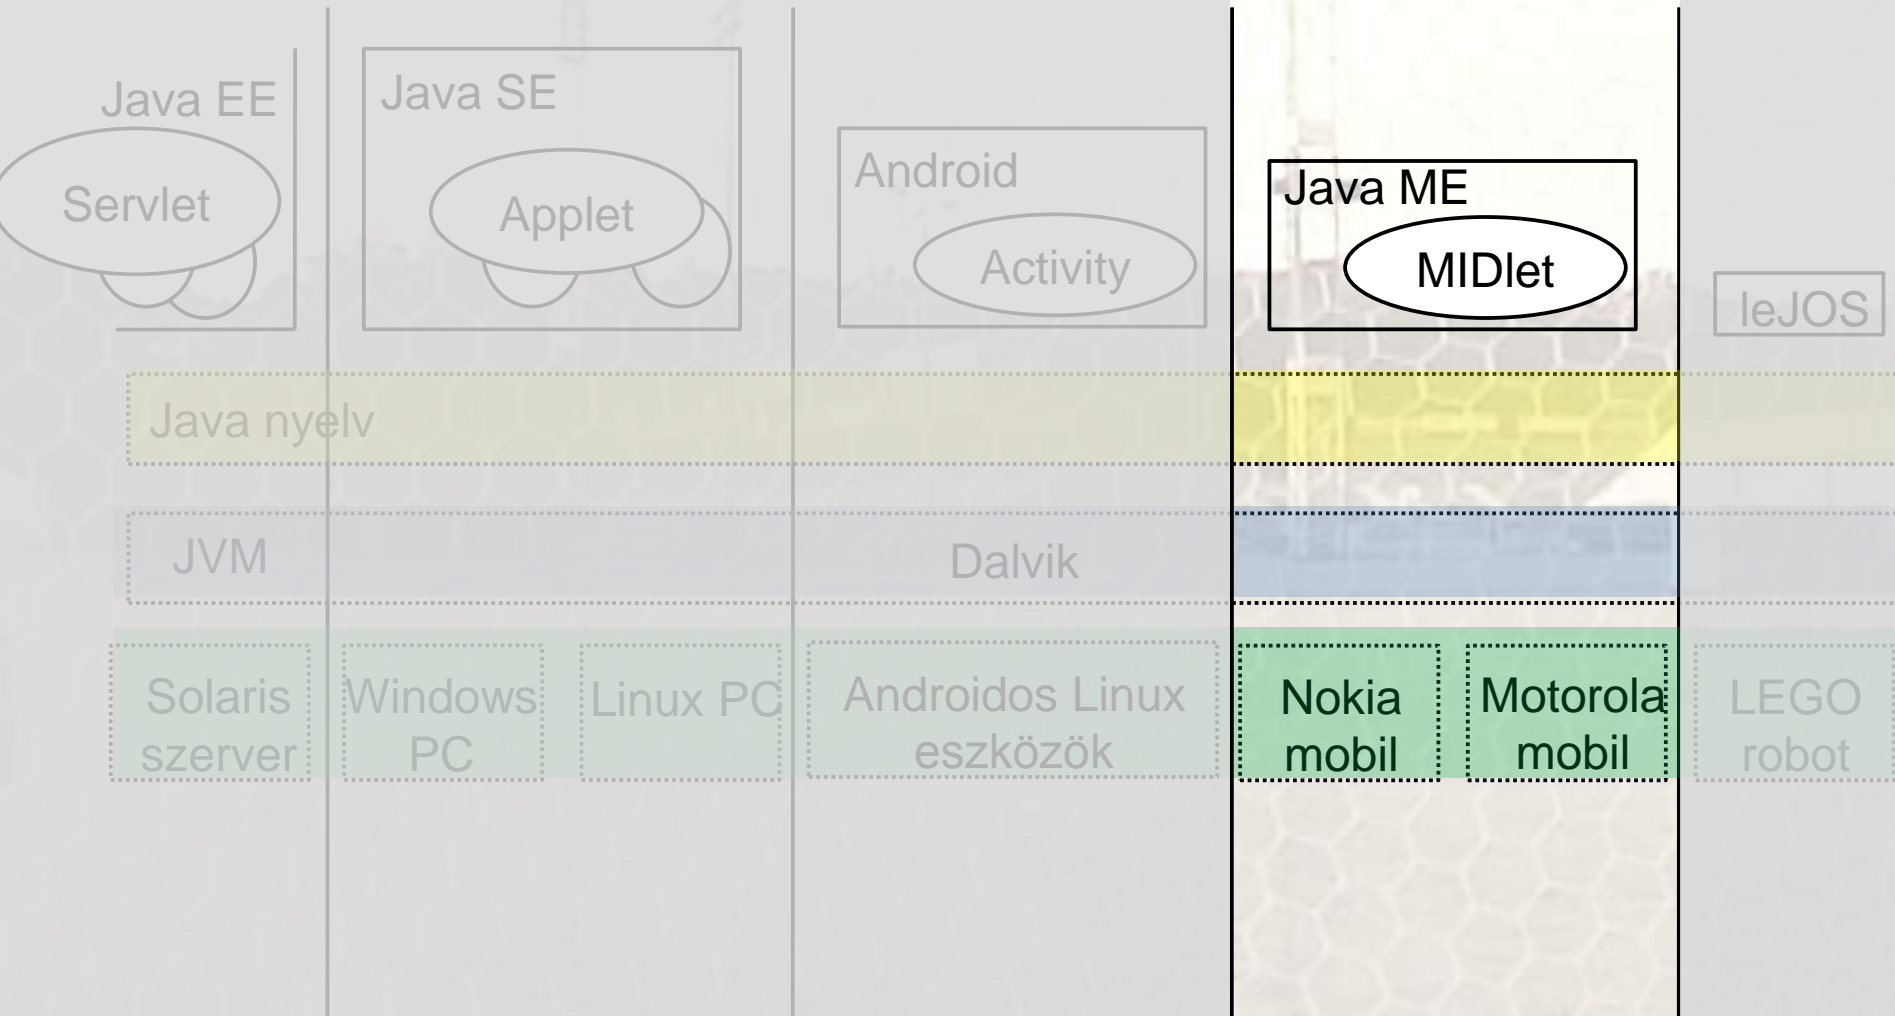 Java EE
Servlet
Java SE
Applet
Android
Activity
Java ME
MIDlet
leJOS
Java nyelv
JVM
Dalvik
Solaris
szerver
Windows
PC
Linux PC
Androidos Linux
eszközök
Nokia
mobil
Motorola
mobil
LEGO
robot